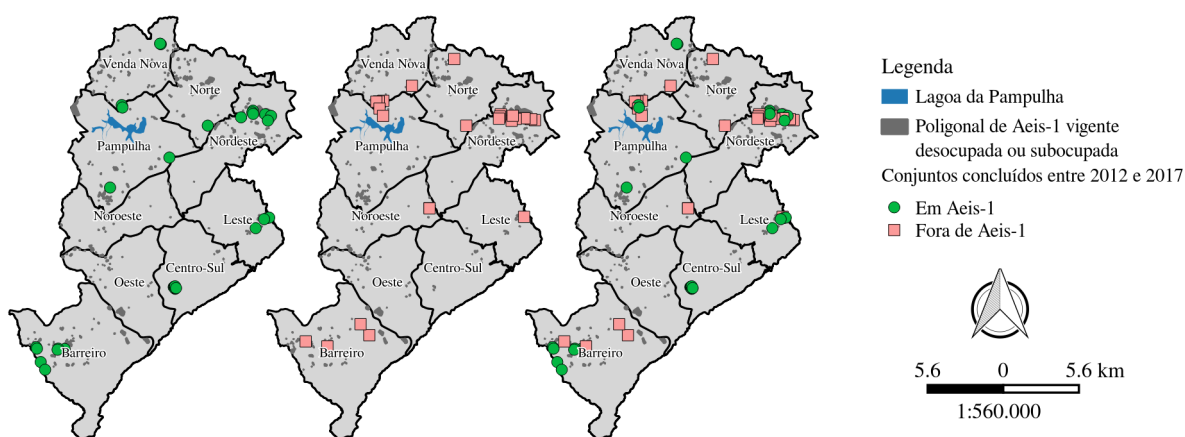 Venda Nova
Norte
Pampulha
Nordeste
Noroeste
Leste
Oeste
Centro-Sul
Barreiro
Venda Nova
Norte
Pampulha
Nordeste
Noroeste
Leste
Oeste
Centro-Sul
Barreiro
Venda Nova
Norte
Pampulha
Nordeste
Noroeste
Leste
Oeste
Centro-Sul
Barreiro
Legenda
Lagoa da Pampulha
Poligonal de Aeis-1 vigente
desocupada ou subocupada
Conjuntos concluídos entre 2012 e 2017
Em Aeis-1
Fora de Aeis-1
5.6 0 5.6 km
1:560.000